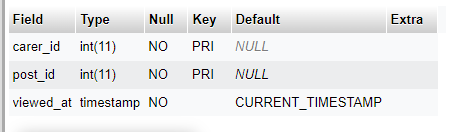 Field Type Null Key Default Extra
carer_id int(11) NO PRI NULL
post_id int(11) NO PRI NULL
viewed_at timestamp NO CURRENT_TIMESTAMP